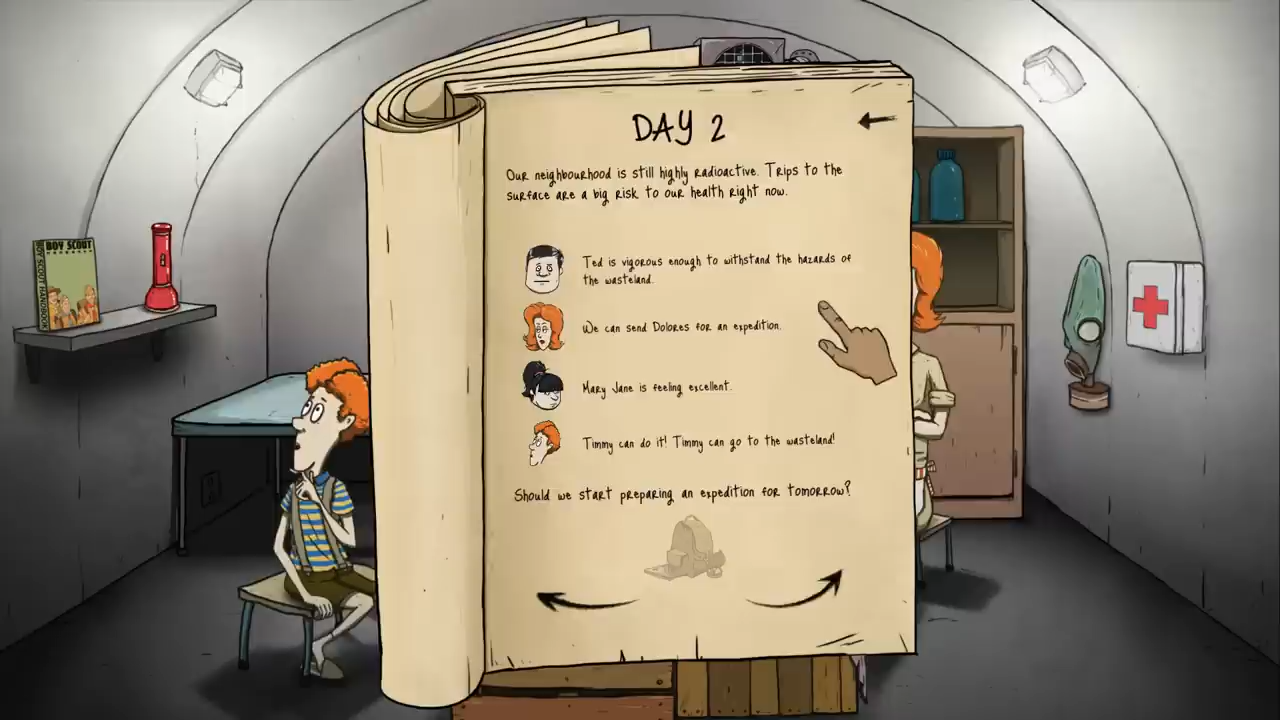 DAY 2
Our neighbourhood is still highly radioactive. Trips to the
surface are a big risk to our health right now.
Ted is vigorous enough to withstand the hazards of
the wasteland.
We can send Dolores for an expedition.
Mary Jane is feeling excellent.
Timmy can do it! Timmy can go to the wasteland!
Should we start preparing an expedition for tomorrow?
BOY SCOUT
BOY SCOUT HANDBOOK